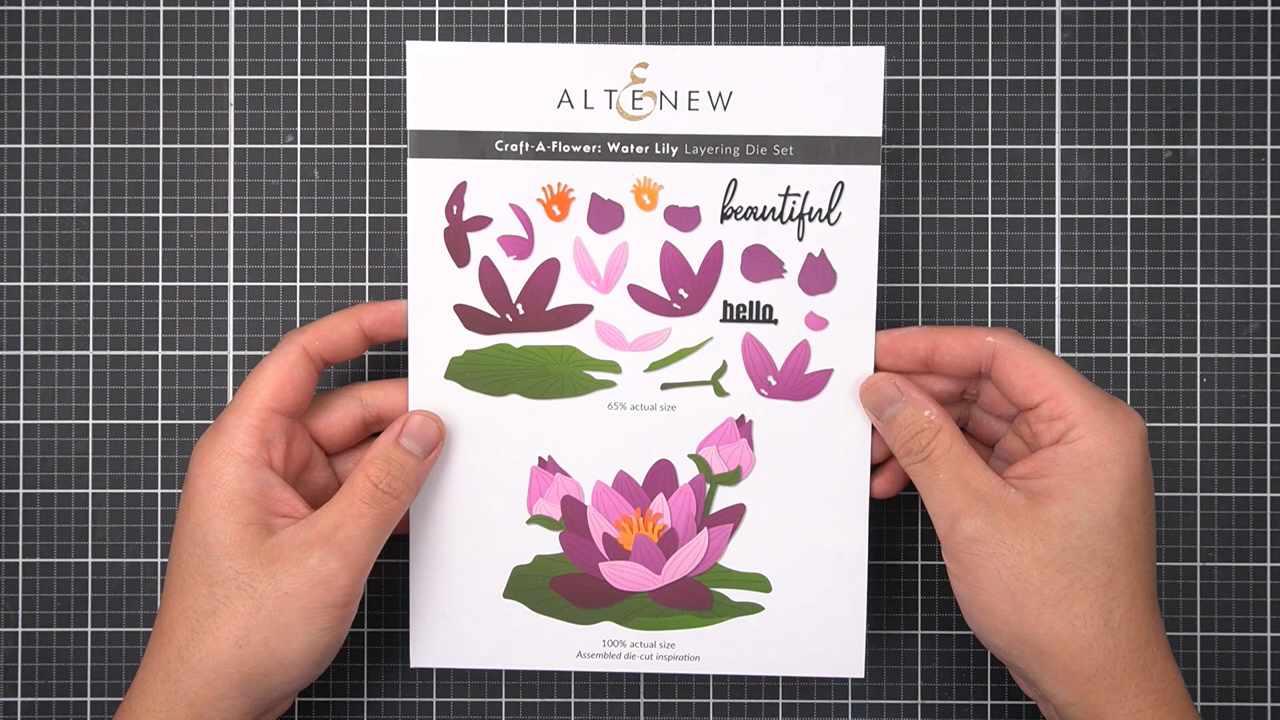 ALTENEW
Craft-A-Flower: Water Lily Layering Die Set
beautiful
hello,
65% actual size
100% actual size
Assembled die-cut inspiration